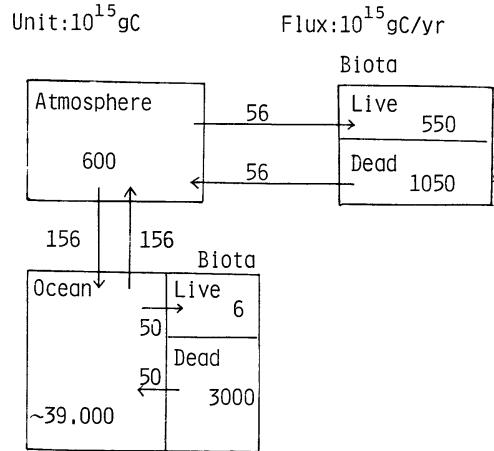 Unit:10^15gC
Flux:10^15gC/yr
Biota
Atmosphere
600
56
56
Live
550
Dead
1050
156
156
Biota
Ocean
~39.000
50
50
Live
6
Dead
3000